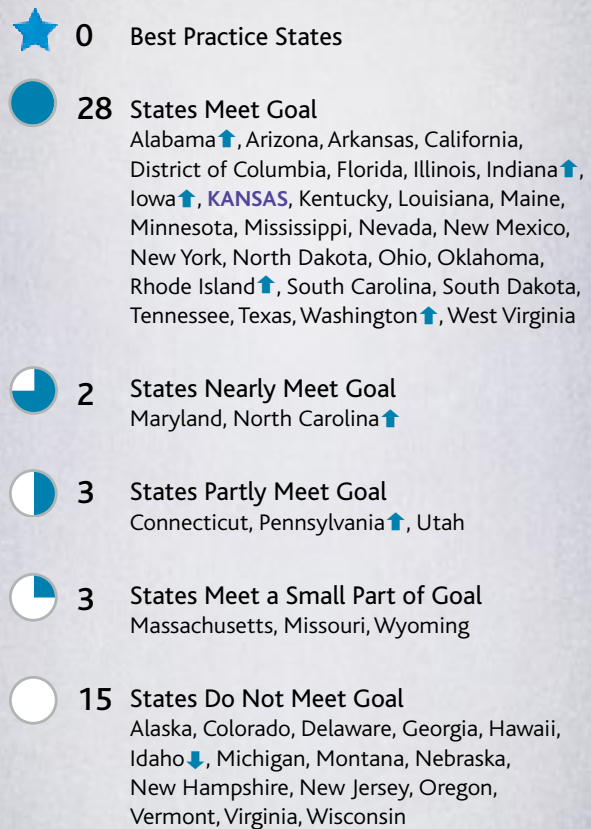 0 Best Practice States
28 States Meet Goal
Alabama⬆, Arizona, Arkansas, California,
District of Columbia, Florida, Illinois, Indiana⬆,
Iowa⬆, KANSAS, Kentucky, Louisiana, Maine,
Minnesota, Mississippi, Nevada, New Mexico,
New York, North Dakota, Ohio, Oklahoma,
Rhode Island⬆, South Carolina, South Dakota,
Tennessee, Texas, Washington⬆, West Virginia
2 States Nearly Meet Goal
Maryland, North Carolina⬆
3 States Partly Meet Goal
Connecticut, Pennsylvania⬆, Utah
3 States Meet a Small Part of Goal
Massachusetts, Missouri, Wyoming
15 States Do Not Meet Goal
Alaska, Colorado, Delaware, Georgia, Hawaii,
Idaho⬇, Michigan, Montana, Nebraska,
New Hampshire, New Jersey, Oregon,
Vermont, Virginia, Wisconsin